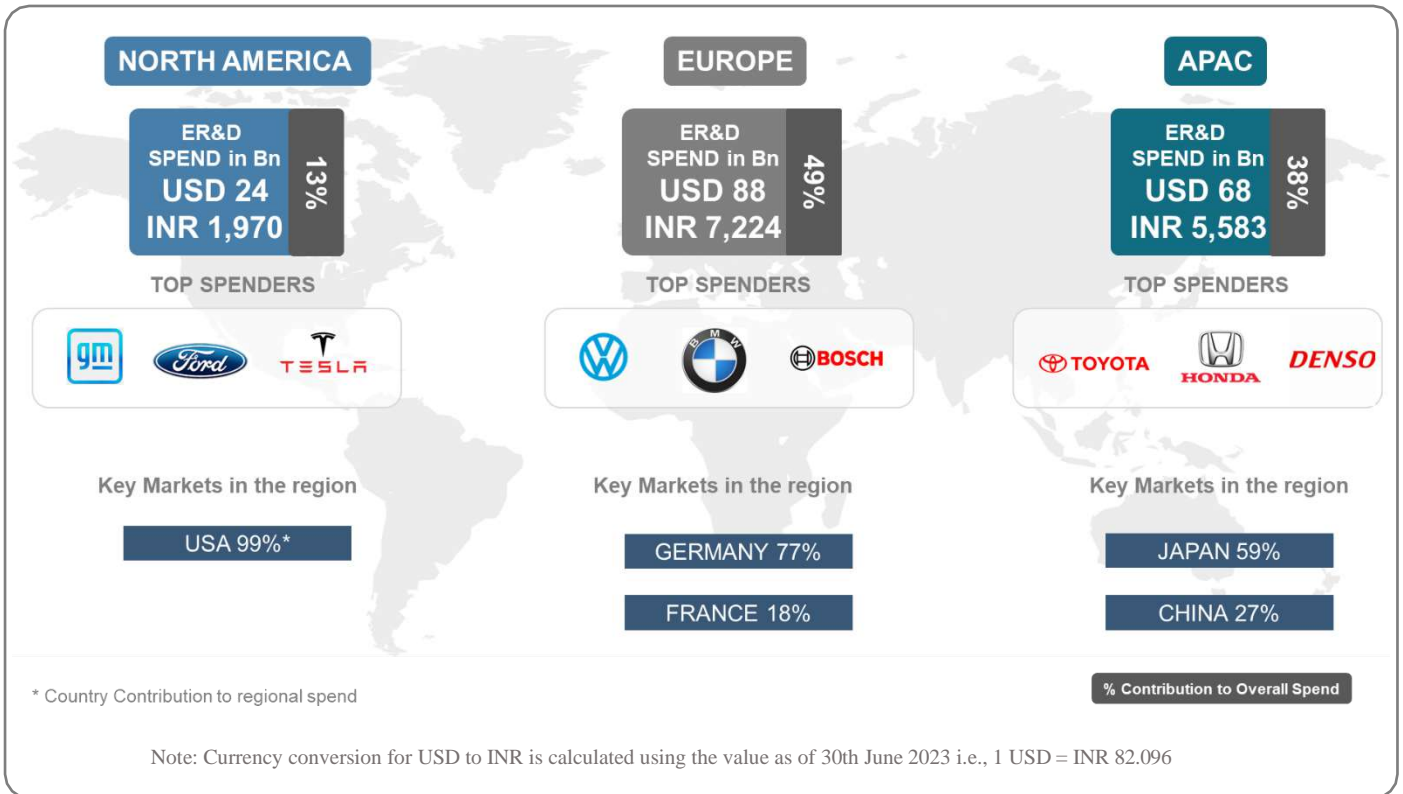 NORTH AMERICA
ER&D
SPEND in Bn
USD 24
INR 1,970
13%
TOP SPENDERS
gm
Ford
TESLA
Key Markets in the region
USA 99%*
EUROPE
ER&D
SPEND in Bn
USD 88
INR 7,224
49%
TOP SPENDERS
VW
BMW
BOSCH
Key Markets in the region
GERMANY 77%
FRANCE 18%
APAC
ER&D
SPEND in Bn
USD 68
INR 5,583
38%
TOP SPENDERS
TOYOTA
HONDA
DENSO
Key Markets in the region
JAPAN 59%
CHINA 27%
* Country Contribution to regional spend
% Contribution to Overall Spend
Note: Currency conversion for USD to INR is calculated using the value as of 30th June 2023 i.e., 1 USD = INR 82.096